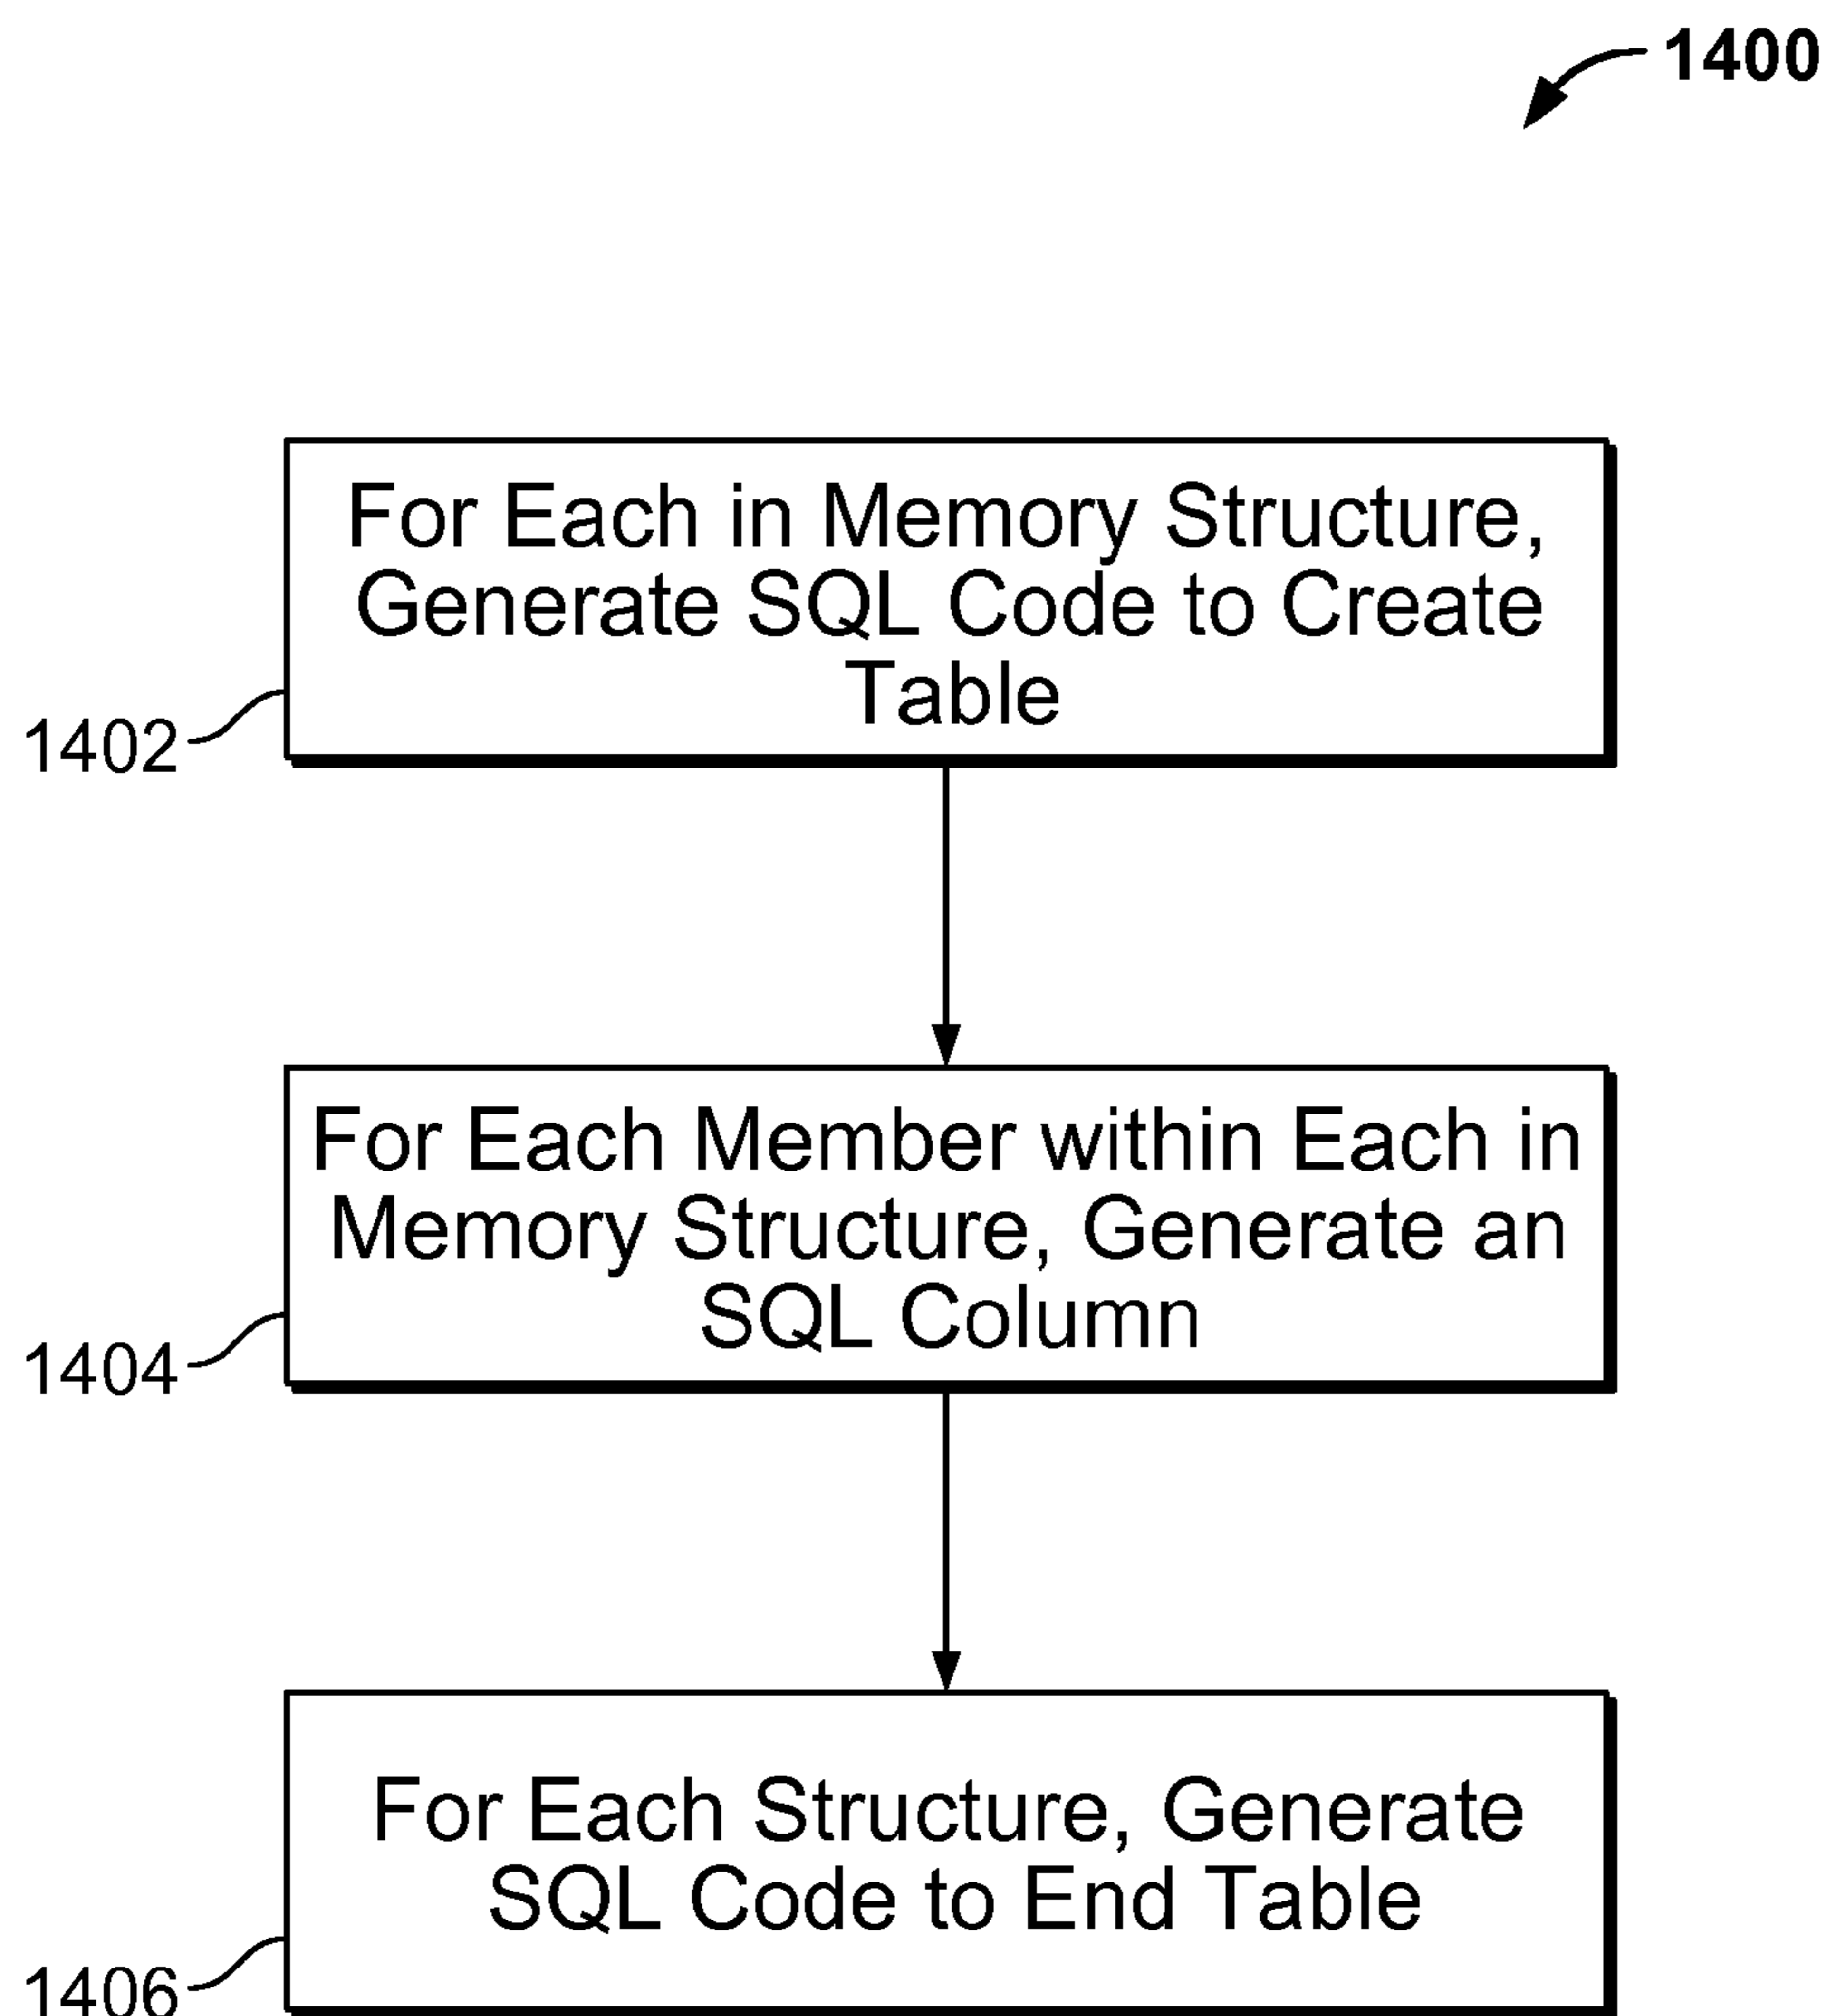 1400
For Each in Memory Structure,
Generate SQL Code to Create
Table
1402
For Each Member within Each in
Memory Structure, Generate an
SQL Column
1404
For Each Structure, Generate
SQL Code to End Table
1406